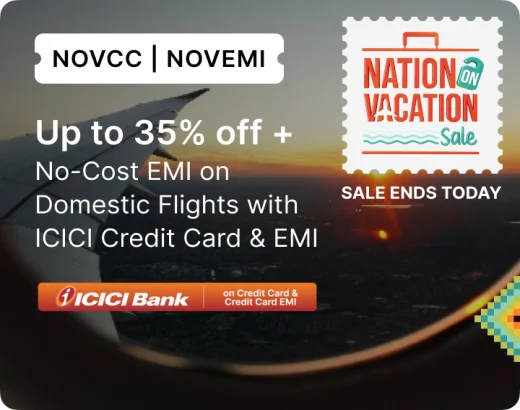 NOVCC | NOVEMI
Up to 35% off +
No-Cost EMI on
Domestic Flights with
ICICI Credit Card & EMI
ICICI Bank
on Credit Card &
Credit Card EMI
NATION ON
VACATION
Sale
SALE ENDS TODAY